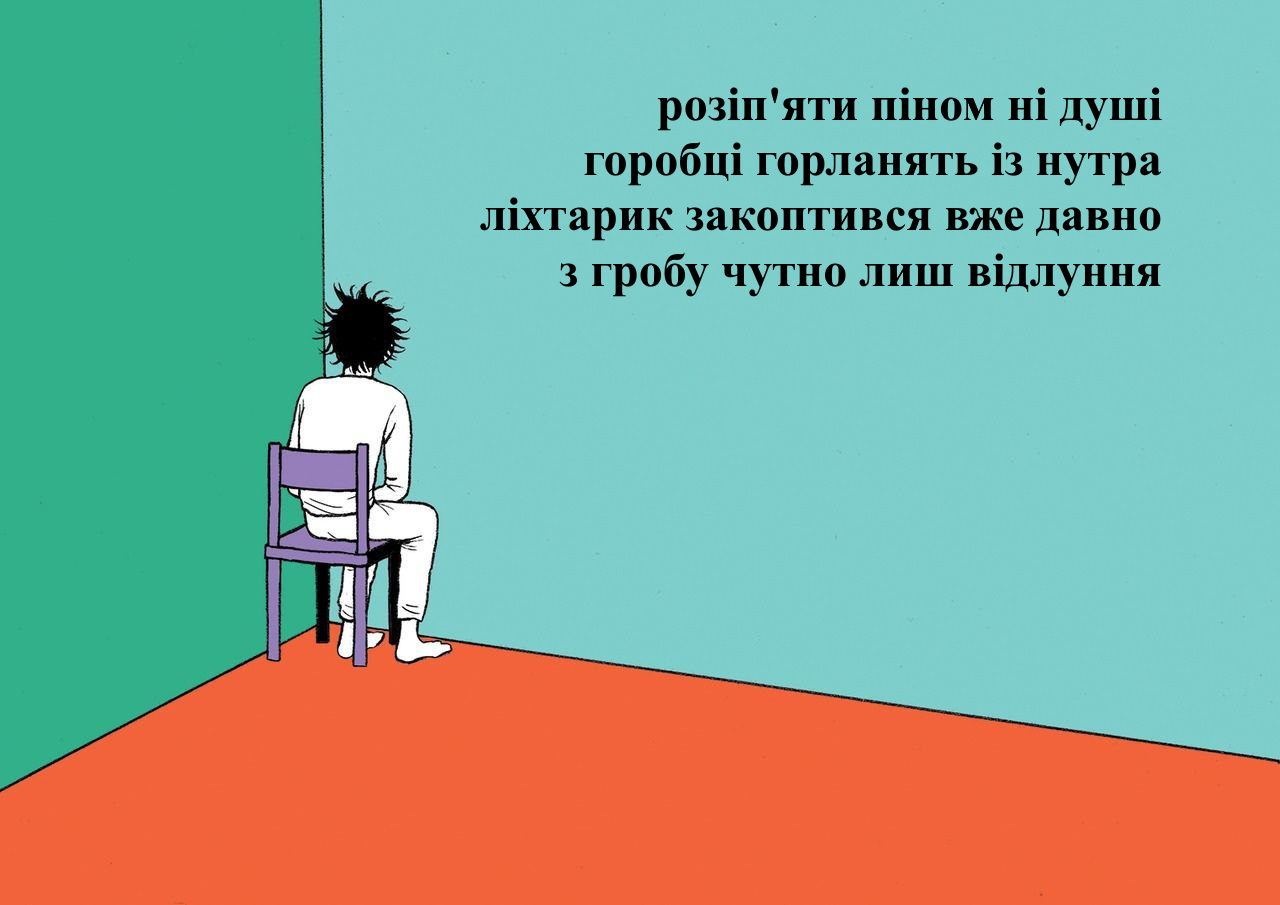 розіп'яти піном ні душі
горобці горланять із нутра
ліхтарик закоптився вже давно
з гробу чутно лиш відлуння